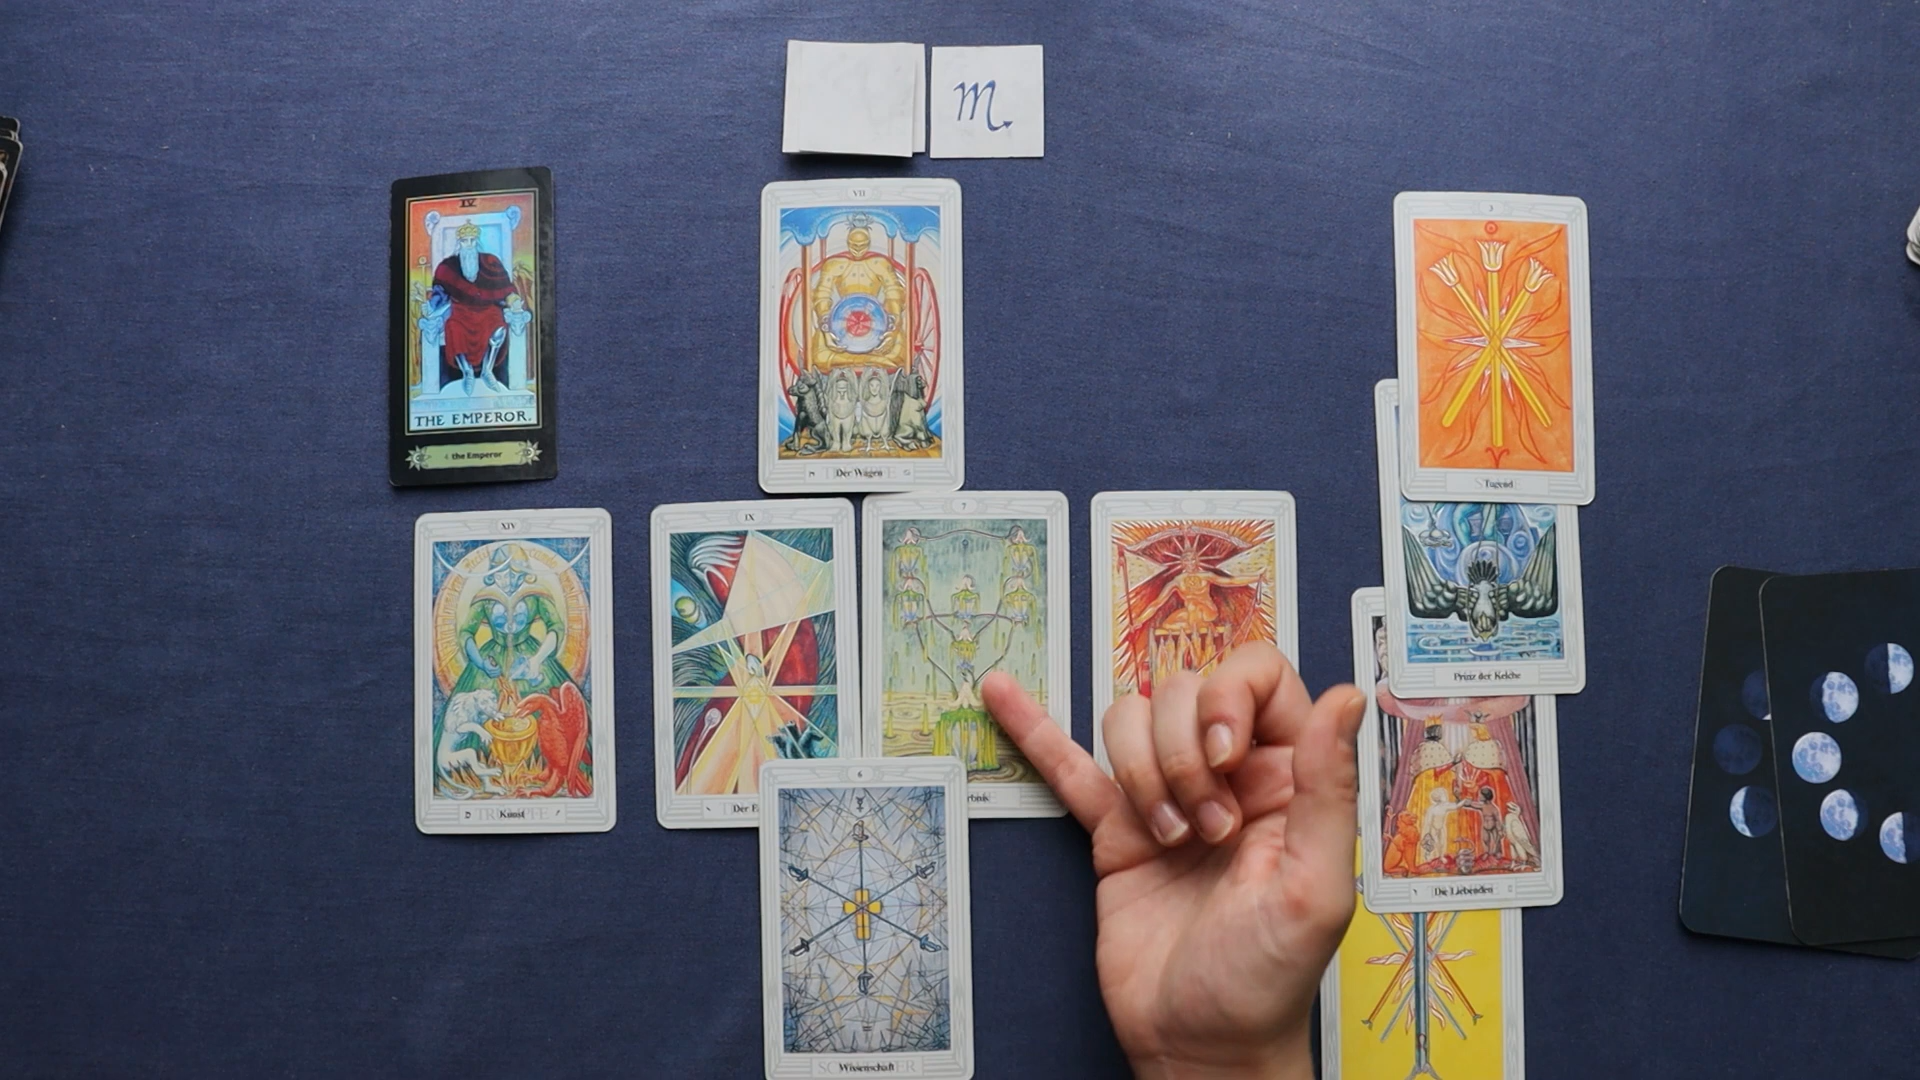 ♏
IV
THE EMPEROR.
4 the Emperor
VII
Der Wagen
3
Tugend
XIV
Kunst
IX
7
6
Prinz der Kelche
Die Liebenden
Wissenschaft